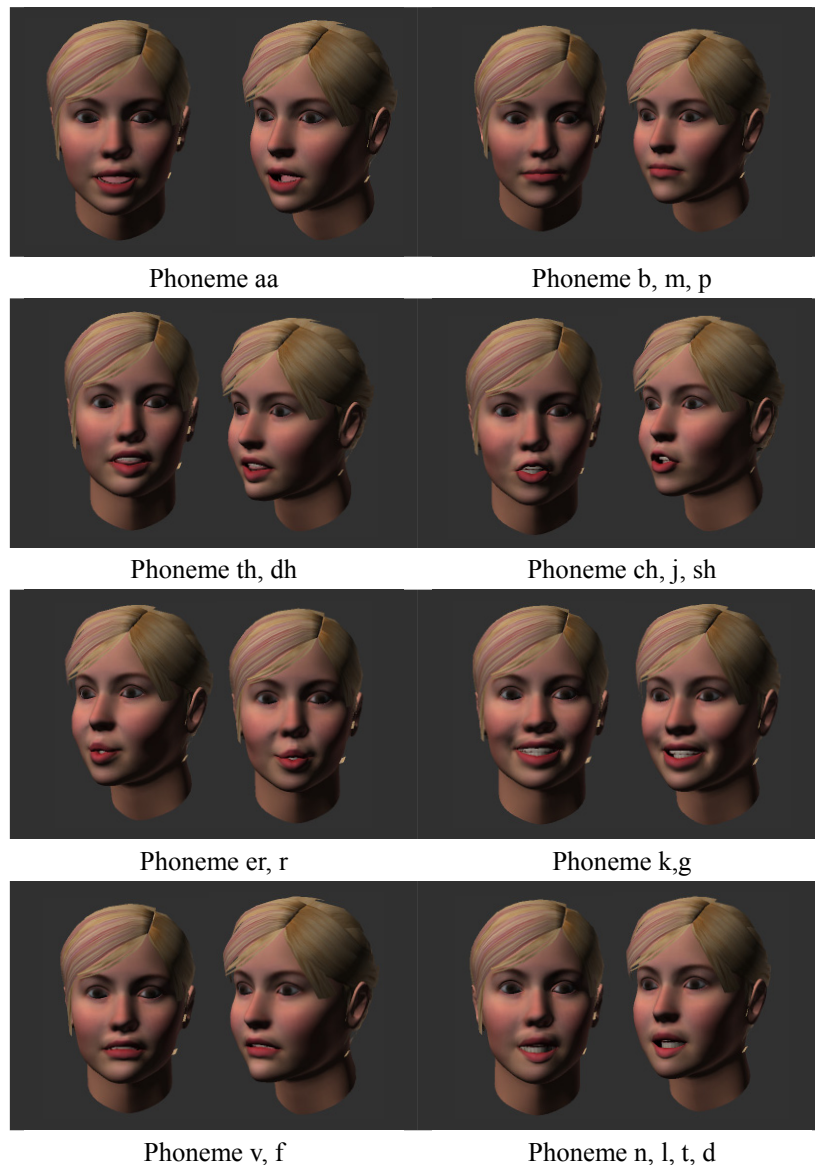 Phoneme aa
Phoneme b, m, p
Phoneme th, dh
Phoneme ch, j, sh
Phoneme er, r
Phoneme k,g
Phoneme v, f
Phoneme n, l, t, d